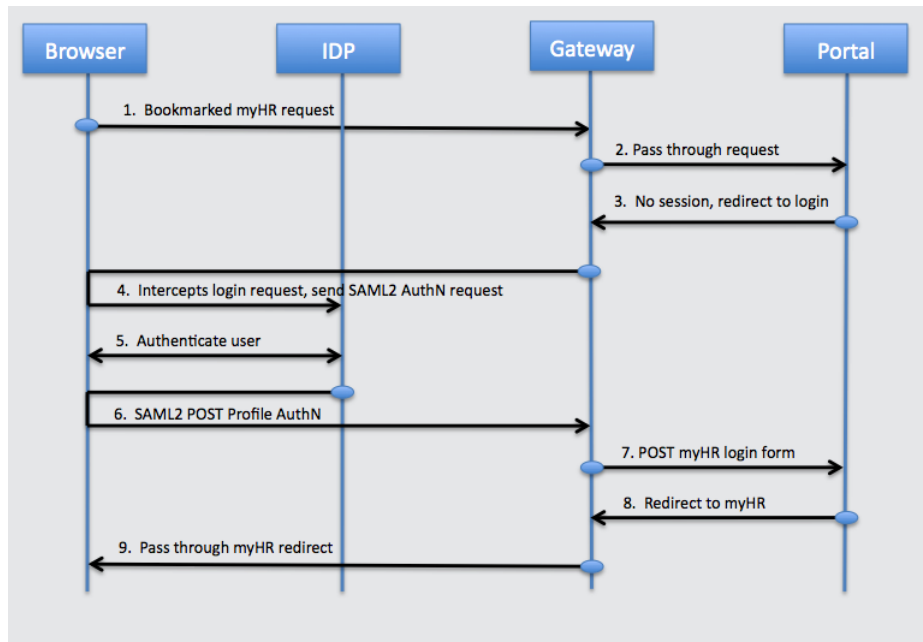 Browser
IDP
Gateway
Portal
1. Bookmarked myHR request
2. Pass through request
3. No session, redirect to login
4. Intercepts login request, send SAML2 AuthN request
5. Authenticate user
6. SAML2 POST Profile AuthN
7. POST myHR login form
8. Redirect to myHR
9. Pass through myHR redirect